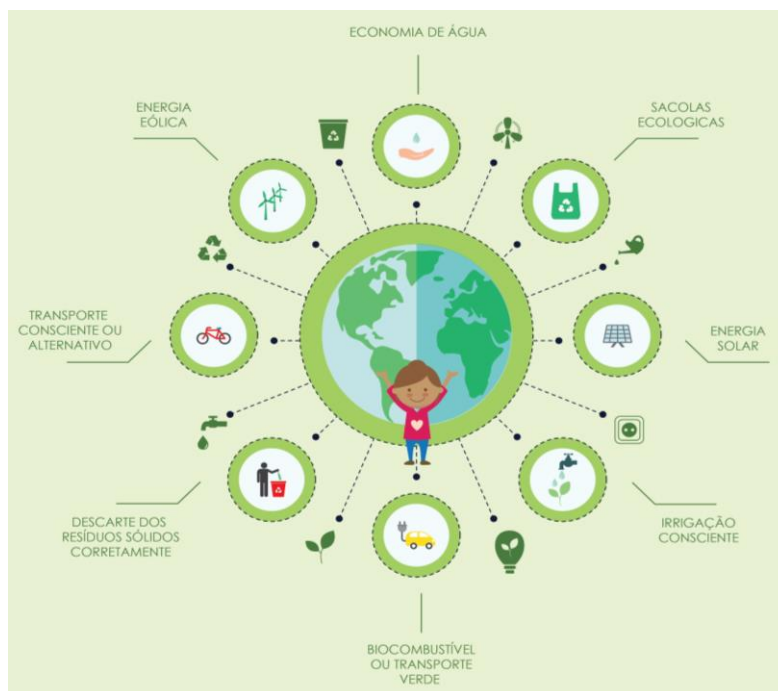 ECONOMIA DE ÁGUA
ENERGIA
EÓLICA
SACOLAS
ECOLOGICAS
TRANSPORTE
CONSCIENTE OU
ALTERNATIVO
ENERGIA
SOLAR
DESCARTE DOS
RESÍDUOS SÓLIDOS
CORRETAMENTE
IRRIGAÇÃO
CONSCIENTE
BIOCOMBUSTÍVEL
OU TRANSPORTE
VERDE